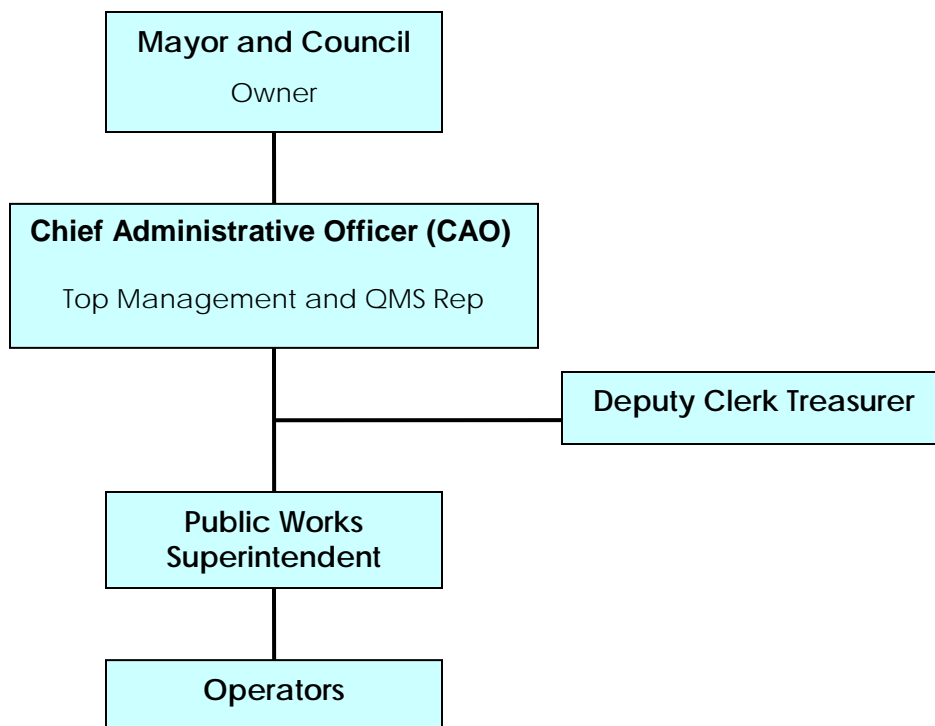 Mayor and Council
Owner
Chief Administrative Officer (CAO)
Top Management and QMS Rep
Deputy Clerk Treasurer
Public Works
Superintendent
Operators